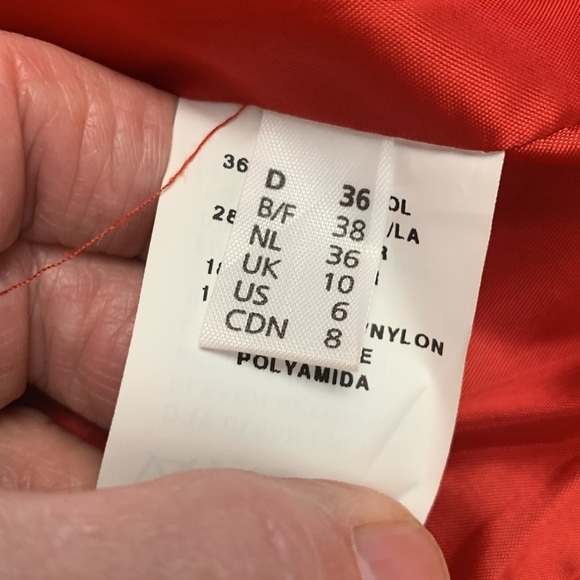 D 36
B/F 38
NL 36
UK 10
US 6
CDN 8
36
OL
28
/LA
NYLON
E
POLYAMIDA